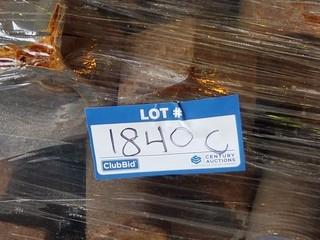 LOT #
1840C
ClubBid CENTURY
AUCTIONS